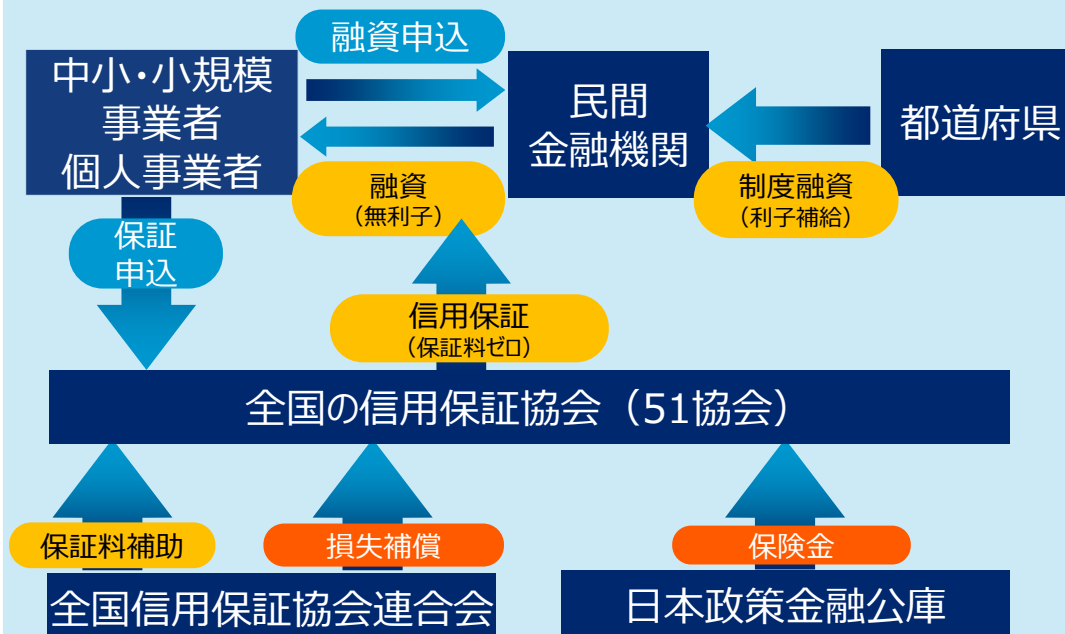 融資申込
中小・小規模
事業者
個人事業者
民間
金融機関
都道府県
融資
（無利子）
制度融資
（利子補給）
保証
申込
信用保証
（保証料ゼロ）
全国の信用保証協会（51協会）
保証料補助
損失補償
保険金
全国信用保証協会連合会
日本政策金融公庫